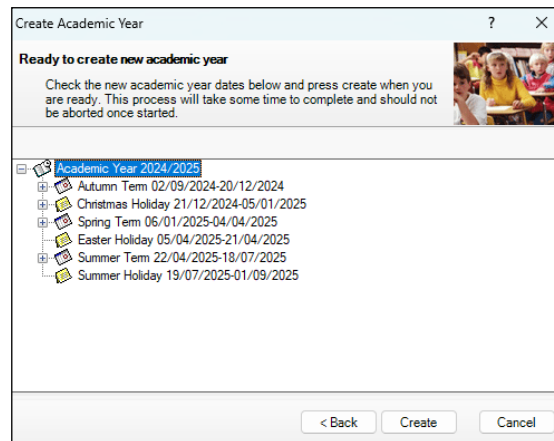 Create Academic Year
Ready to create new academic year
Check the new academic year dates below and press create when you
are ready. This process will take some time to complete and should not
be aborted once started.
Academic Year 2024/2025
Autumn Term 02/09/2024-20/12/2024
Christmas Holiday 21/12/2024-05/01/2025
Spring Term 06/01/2025-04/04/2025
Easter Holiday 05/04/2025-21/04/2025
Summer Term 22/04/2025-18/07/2025
Summer Holiday 19/07/2025-01/09/2025
< Back Create Cancel